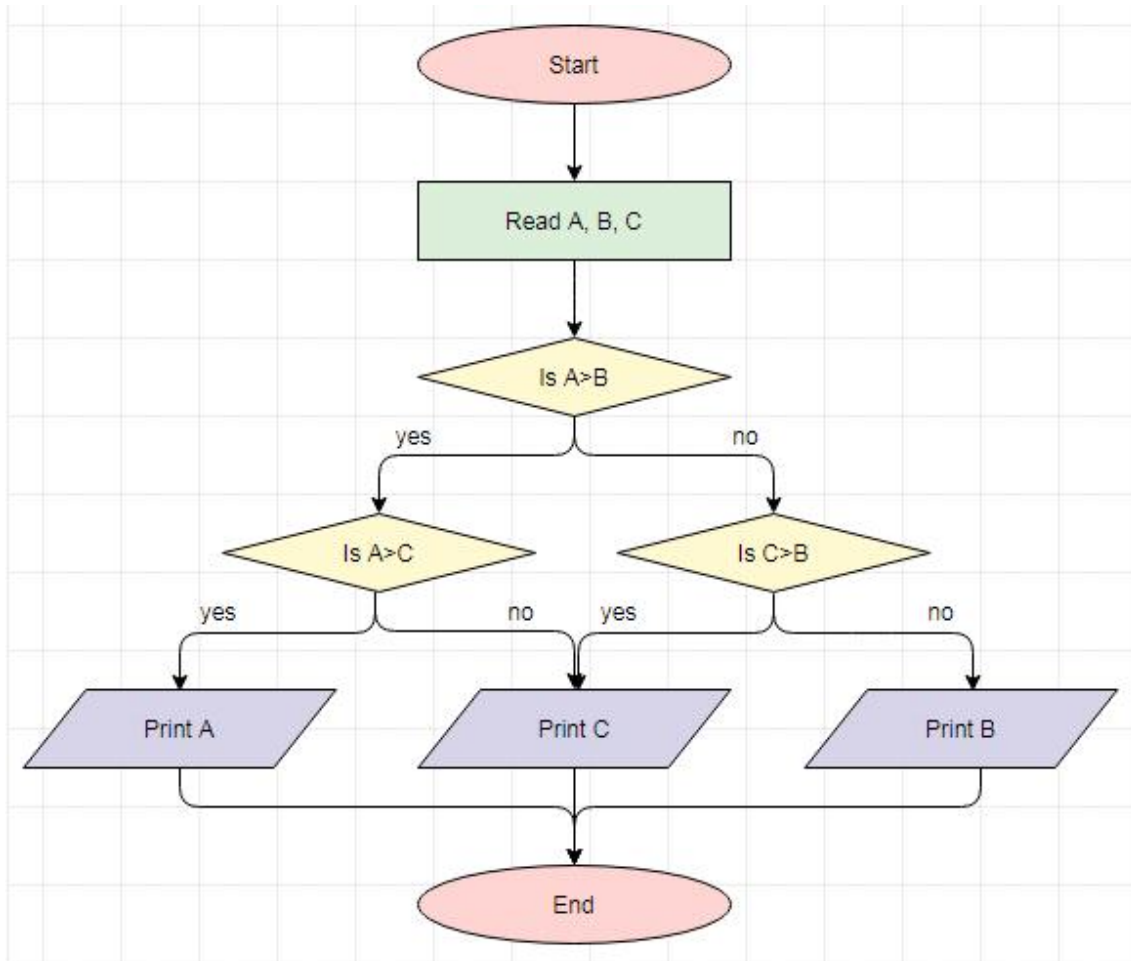 Start
Read A, B, C
Is A>B
yes
no
Is A>C
Is C>B
yes
no
yes
no
Print A
Print C
Print B
End